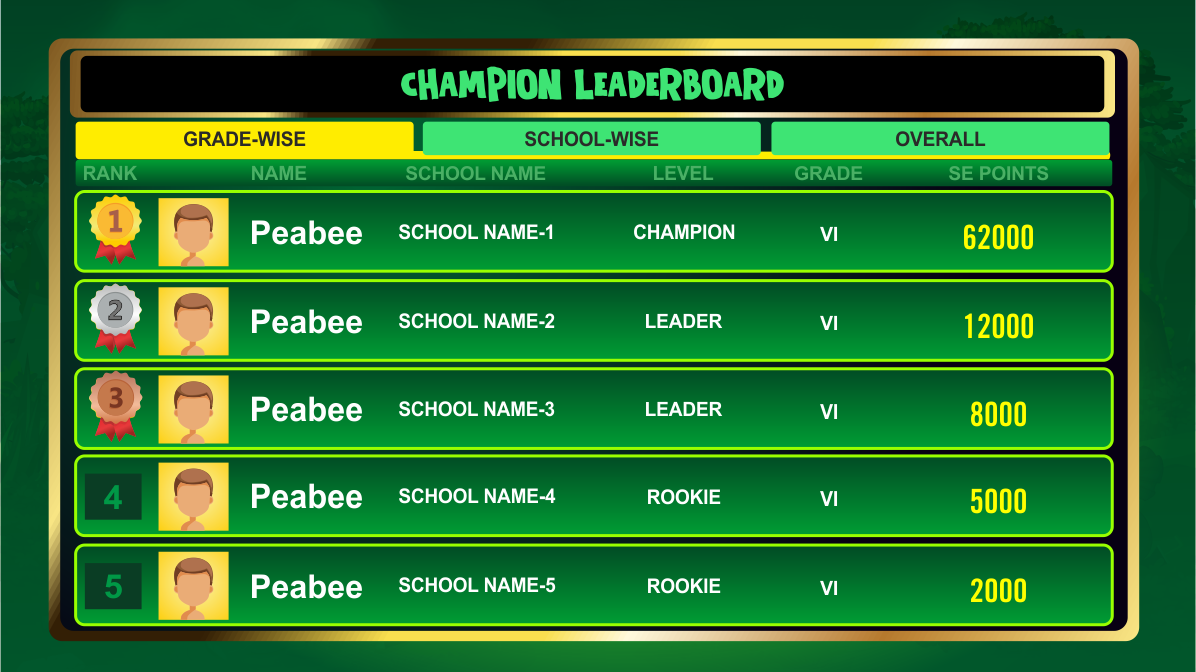 CHAMPION LEADERBOARD
GRADE-WISE SCHOOL-WISE OVERALL
RANK NAME SCHOOL NAME LEVEL GRADE SE POINTS
1 Peabee SCHOOL NAME-1 CHAMPION VI 62000
2 Peabee SCHOOL NAME-2 LEADER VI 12000
3 Peabee SCHOOL NAME-3 LEADER VI 8000
4 Peabee SCHOOL NAME-4 ROOKIE VI 5000
5 Peabee SCHOOL NAME-5 ROOKIE VI 2000